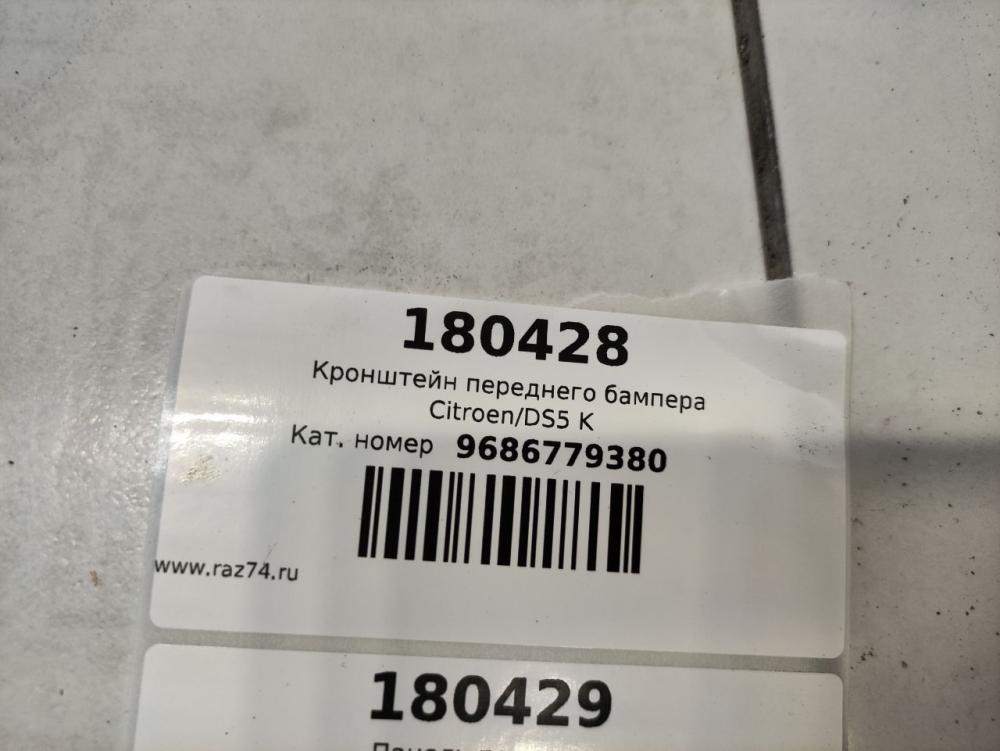 180428
Кронштейн переднего бампера
Citroen/DS5 K
Кат. номер 9686779380
www.raz74.ru
180429